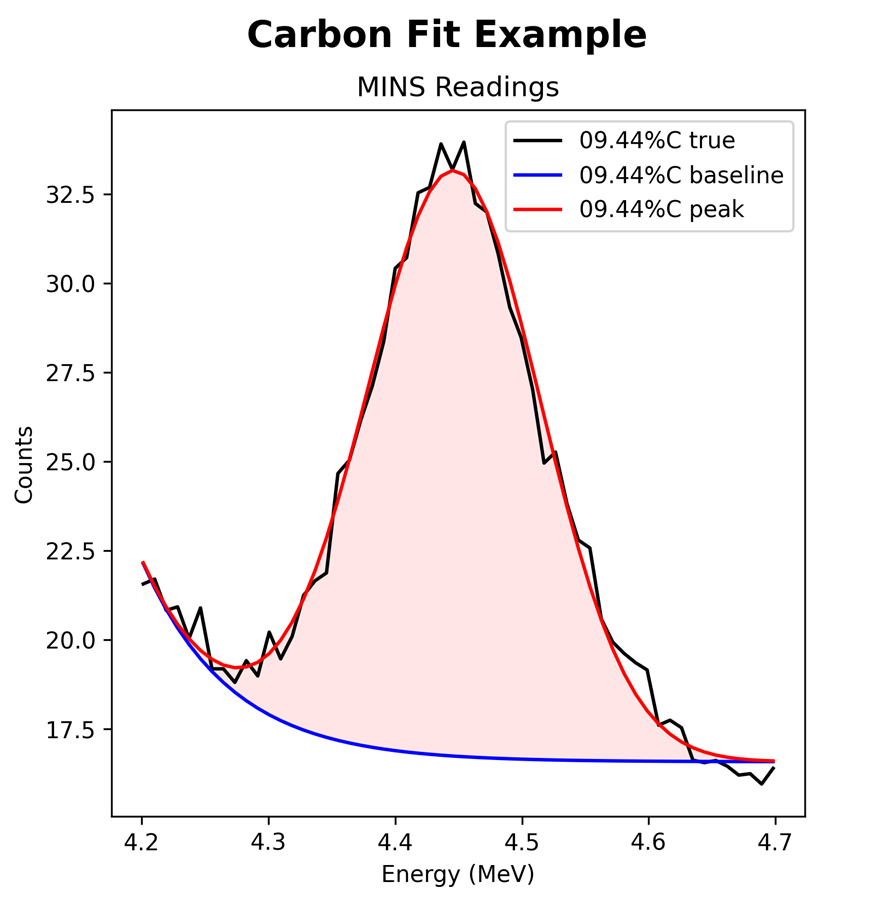 Carbon Fit Example
MINS Readings
09.44%C true
09.44%C baseline
09.44%C peak
32.5
30.0
27.5
25.0
22.5
20.0
17.5
Counts
4.2 4.3 4.4 4.5 4.6 4.7
Energy (MeV)